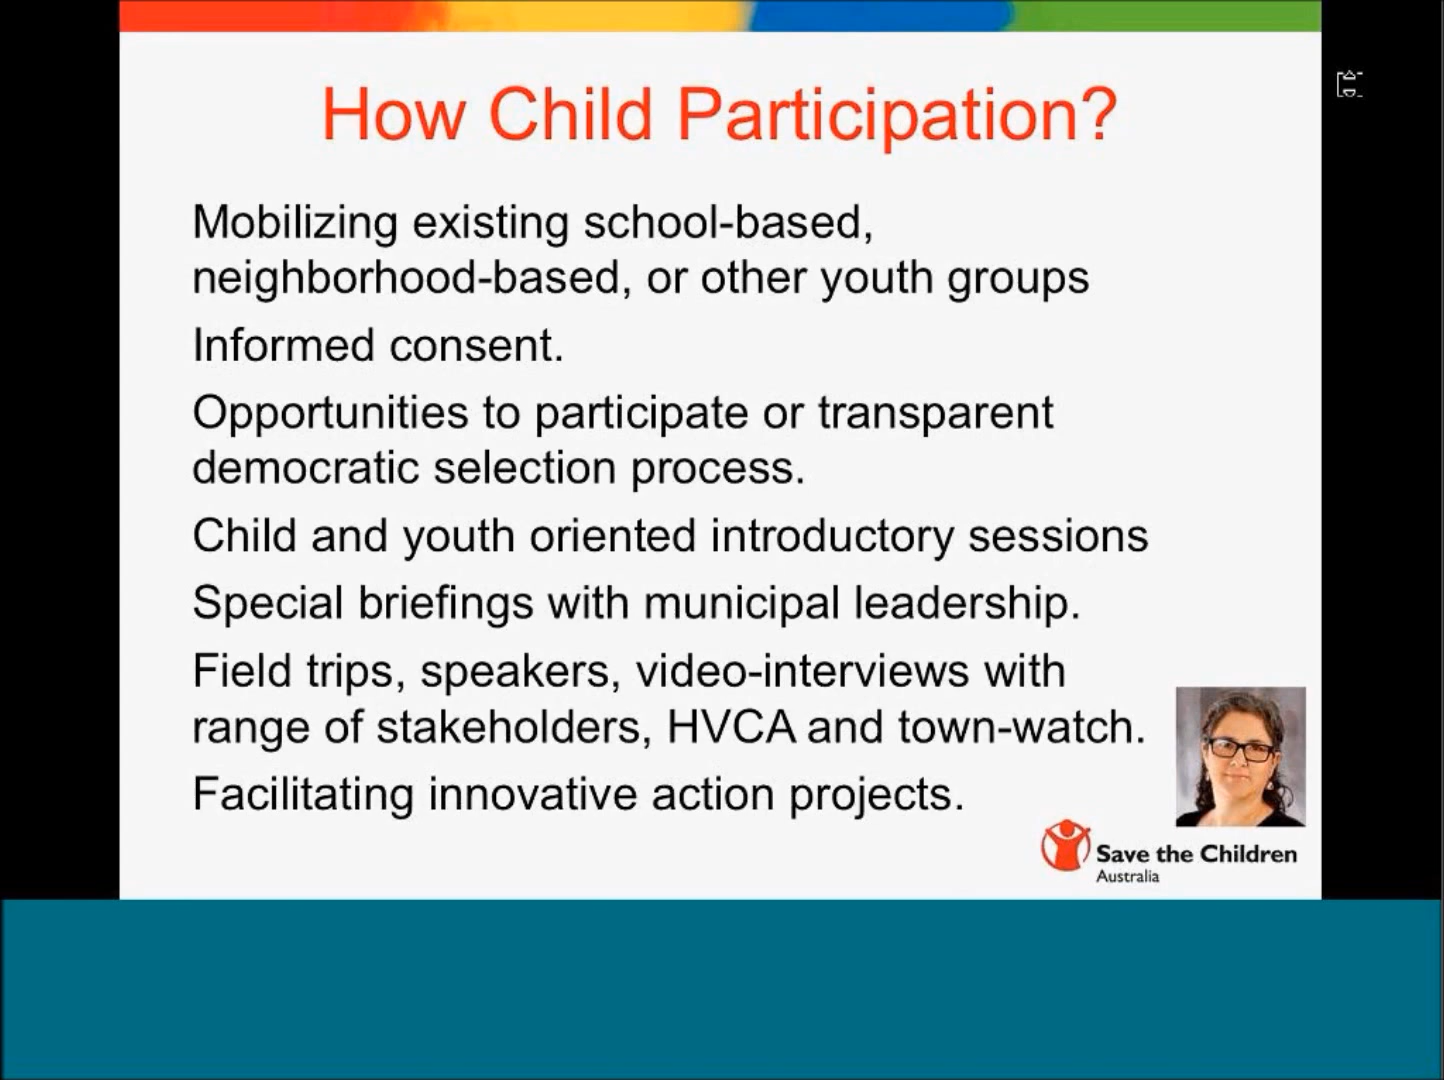 How Child Participation?
Mobilizing existing school-based,
neighborhood-based, or other youth groups
Informed consent.
Opportunities to participate or transparent
democratic selection process.
Child and youth oriented introductory sessions
Special briefings with municipal leadership.
Field trips, speakers, video-interviews with
range of stakeholders, HVCA and town-watch.
Facilitating innovative action projects.
Save the Children
Australia